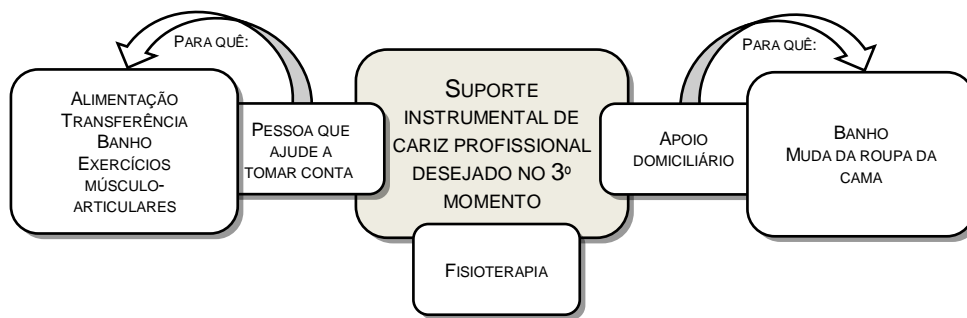 PARA QUÊ:
ALIMENTAÇÃO
TRANSFERÊNCIA
BANHO
EXERCÍCIOS
MÚSCULO-
ARTICULARES
PESSOA QUE
AJUDE A
TOMAR CONTA
SUPORTE
INSTRUMENTAL DE
CARIZ PROFISSIONAL
DESEJADO NO 3º
MOMENTO
FISIOTERAPIA
APOIO
DOMICILIÁRIO
PARA QUÊ:
BANHO
MUDA DA ROUPA DA
CAMA